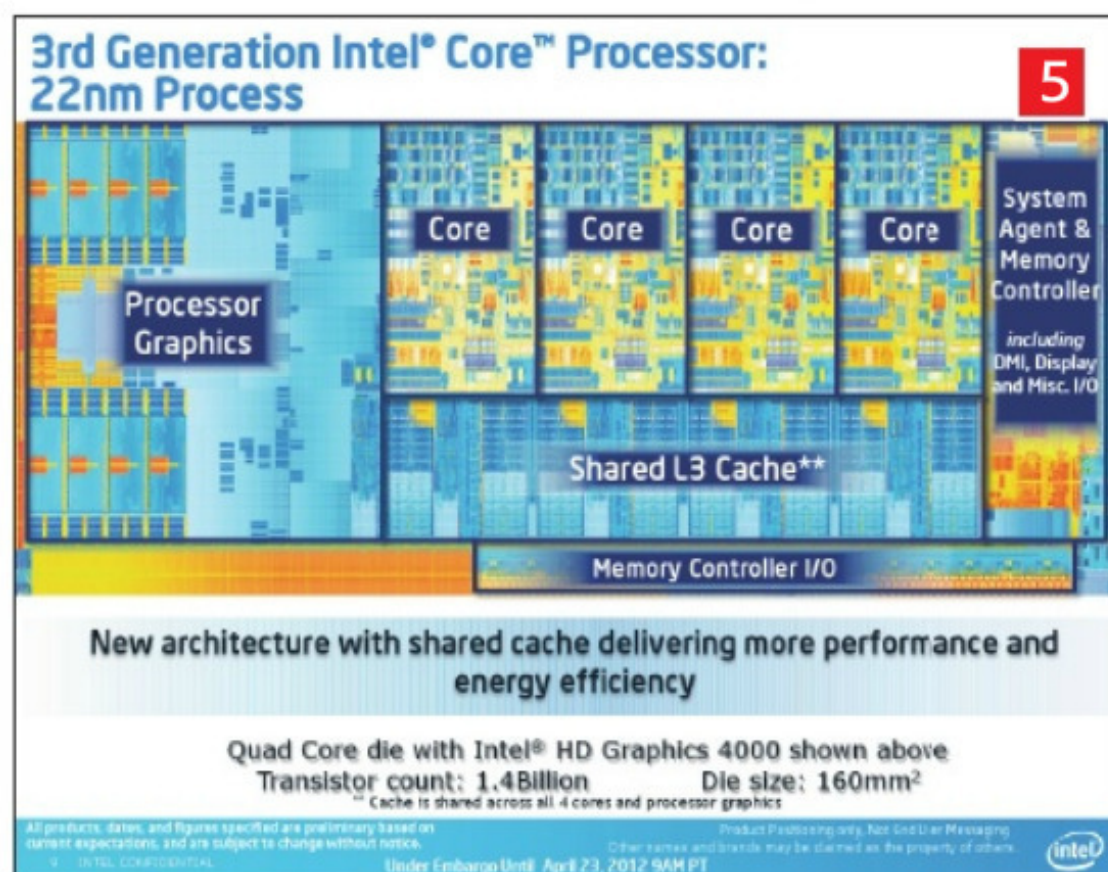 3rd Generation Intel® Core™ Processor:
22nm Process
5
Processor
Graphics
Core
Core
Core
Core
System
Agent &
Memory
Controller
including
DMI, Display
and Misc. I/O
Shared L3 Cache**
Memory Controller I/O
New architecture with shared cache delivering more performance and
energy efficiency
Quad Core die with Intel® HD Graphics 4000 shown above
Transistor count: 1.4Billion Die size: 160mm²
** Cache is shared across all 4 cores and processor graphics
All products, dates, and figures specified are preliminary based on
current expectations, and are subject to change without notice.
9 INTEL CONFIDENTIAL
Under Embargo Until April 23, 2012 9AM PT
Product Positioning only, Not End User Messaging
Other names and brands may be claimed as the property of others
intel